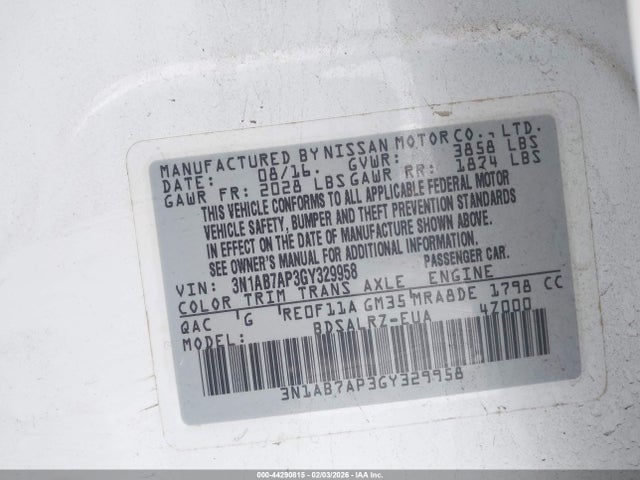 MANUFACTURED BY NISSAN MOTOR CO., LTD.
DATE: 08/16. GVWR: 3858 LBS
GAWR FR: 2028 LBS GAWR RR: 1874 LBS
THIS VEHICLE CONFORMS TO ALL APPLICABLE FEDERAL MOTOR
VEHICLE SAFETY, BUMPER AND THEFT PREVENTION STANDARDS
IN EFFECT ON THE DATE OF MANUFACTURE SHOWN ABOVE.
SEE OWNER'S MANUAL FOR ADDITIONAL INFORMATION.
VIN: 3N1AB7AP3GY329958 PASSENGER CAR.
COLOR TRIM TRANS AXLE ENGINE
QAC G RE0F11A GM35 MRA8DE 1798 CC
MODEL: BDSALRZ-EUA 47000
3N1AB7AP3GY329958
000-44290815 - 02/03/2026 - IAA Inc.